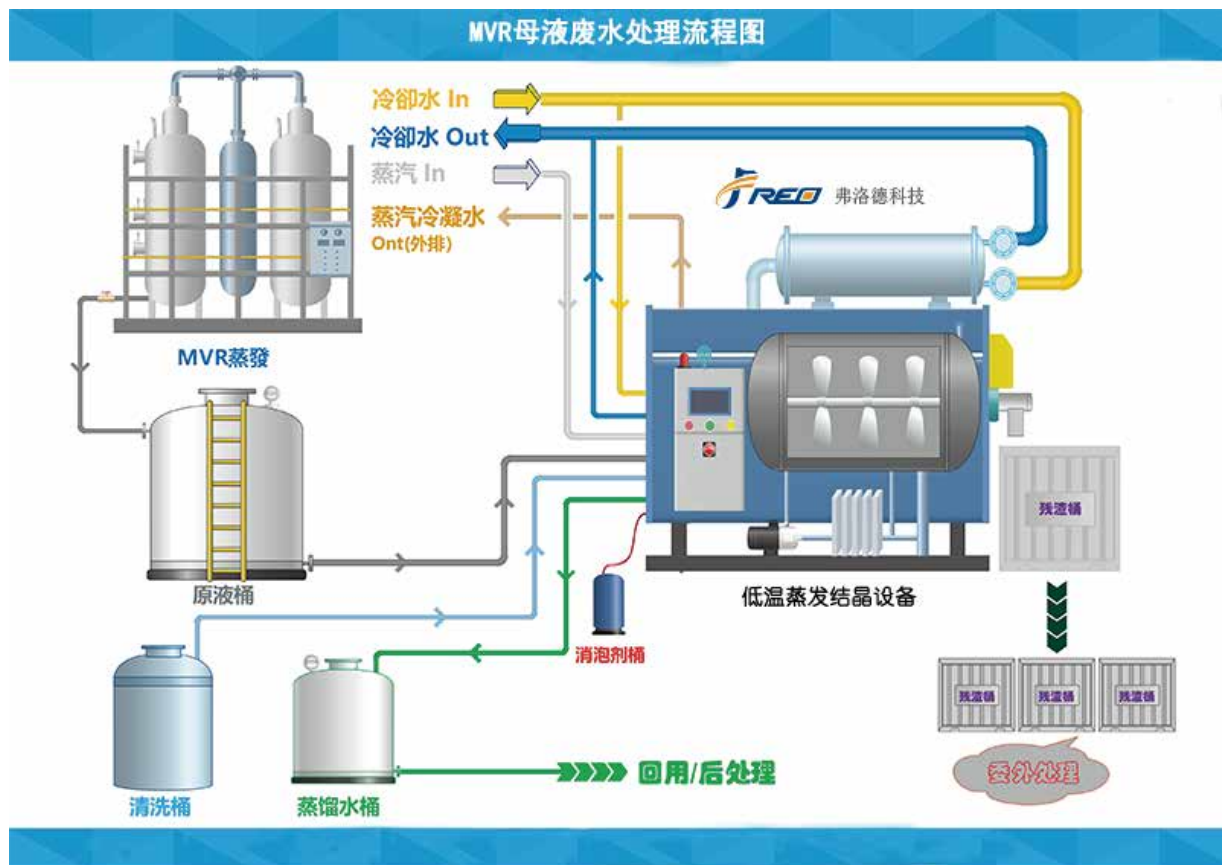 MVR母液废水处理流程图
冷却水 In
冷却水 Out
蒸汽 In
蒸汽冷凝水
Ont(外排)
FREO 弗洛德科技
MVR蒸發
原液桶
残渣桶
低温蒸发结晶设备
消泡剂桶
残渣桶 残渣桶 残渣桶
委外处理
回用/后处理
清洗桶
蒸馏水桶